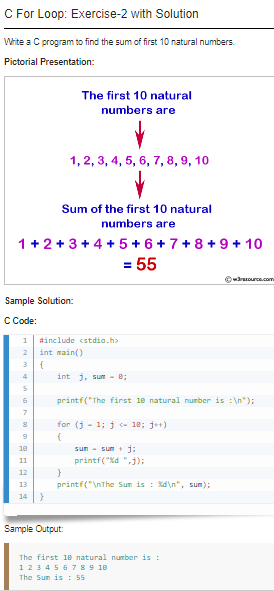 C For Loop: Exercise-2 with Solution
Write a C program to find the sum of first 10 natural numbers.
Pictorial Presentation:
The first 10 natural
numbers are
1, 2, 3, 4, 5, 6, 7, 8, 9, 10
Sum of the first 10 natural
numbers are
1 + 2 + 3 + 4 + 5 + 6 + 7 + 8 + 9 + 10
= 55
© w3resource.com
Sample Solution:
C Code:
1 #include <stdio.h>
2 int main()
3 {
4 int j, sum = 0;
5
6 printf("The first 10 natural number is :\n");
7
8 for (j = 1; j <= 10; j++)
9 {
10 sum = sum + j;
11 printf("%d ",j);
12 }
13 printf("\nThe Sum is : %d\n", sum);
14 }
Sample Output:
The first 10 natural number is :
1 2 3 4 5 6 7 8 9 10
The Sum is : 55